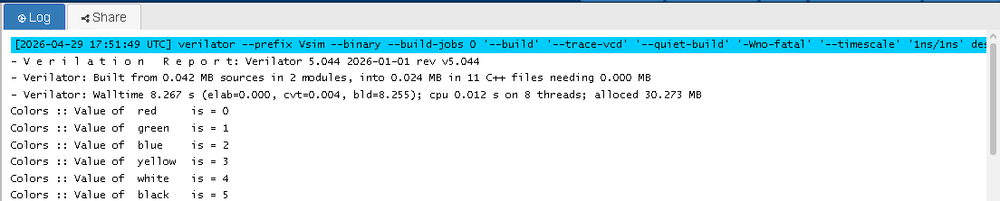 Log
Share
[2026-04-29 17:51:49 UTC] verilator --prefix Vsim --binary --build-jobs 0 '--build' '--trace-vcd' '--quiet-build' '-Wno-fatal' '--timescale' '1ns/1ns' des
- V e r i l a t i o n   R e p o r t: Verilator 5.044 2026-01-01 rev v5.044
- Verilator: Built from 0.042 MB sources in 2 modules, into 0.024 MB in 11 C++ files needing 0.000 MB
- Verilator: Walltime 8.267 s (elab=0.000, cvt=0.004, bld=8.255); cpu 0.012 s on 8 threads; alloced 30.273 MB
Colors :: Value of  red     is = 0
Colors :: Value of  green   is = 1
Colors :: Value of  blue    is = 2
Colors :: Value of  yellow  is = 3
Colors :: Value of  white   is = 4
Colors :: Value of  black   is = 5